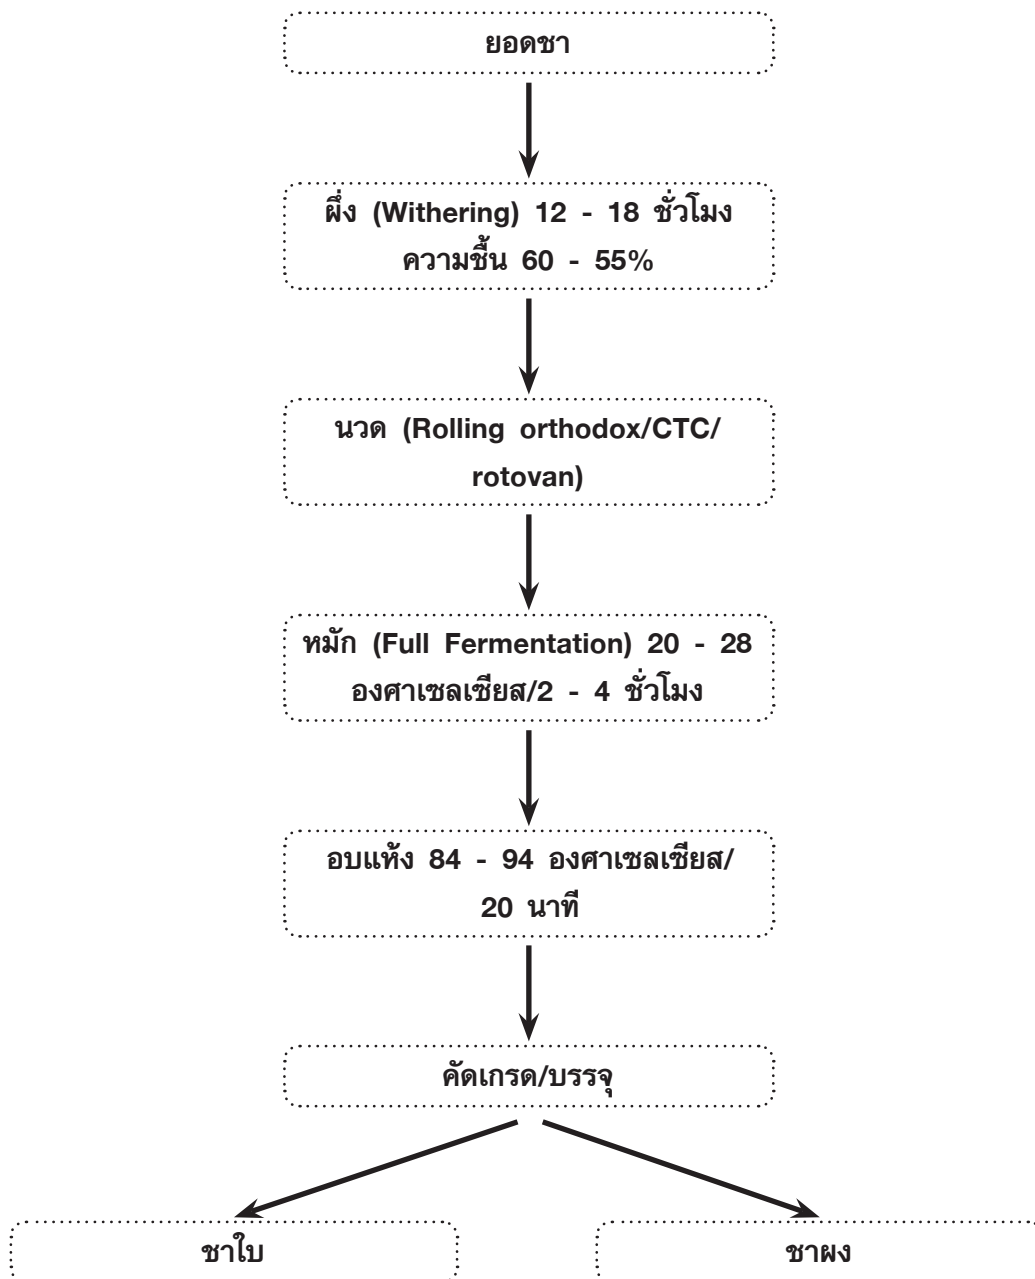 ยอดชา
ผึ่ง (Withering) 12 - 18 ชั่วโมง
ความชื้น 60 - 55%
นวด (Rolling orthodox/CTC/
rotovan)
หมัก (Full Fermentation) 20 - 28
องศาเซลเซียส/2 - 4 ชั่วโมง
อบแห้ง 84 - 94 องศาเซลเซียส/
20 นาที
คัดเกรด/บรรจุ
ชาใบ
ชาผง